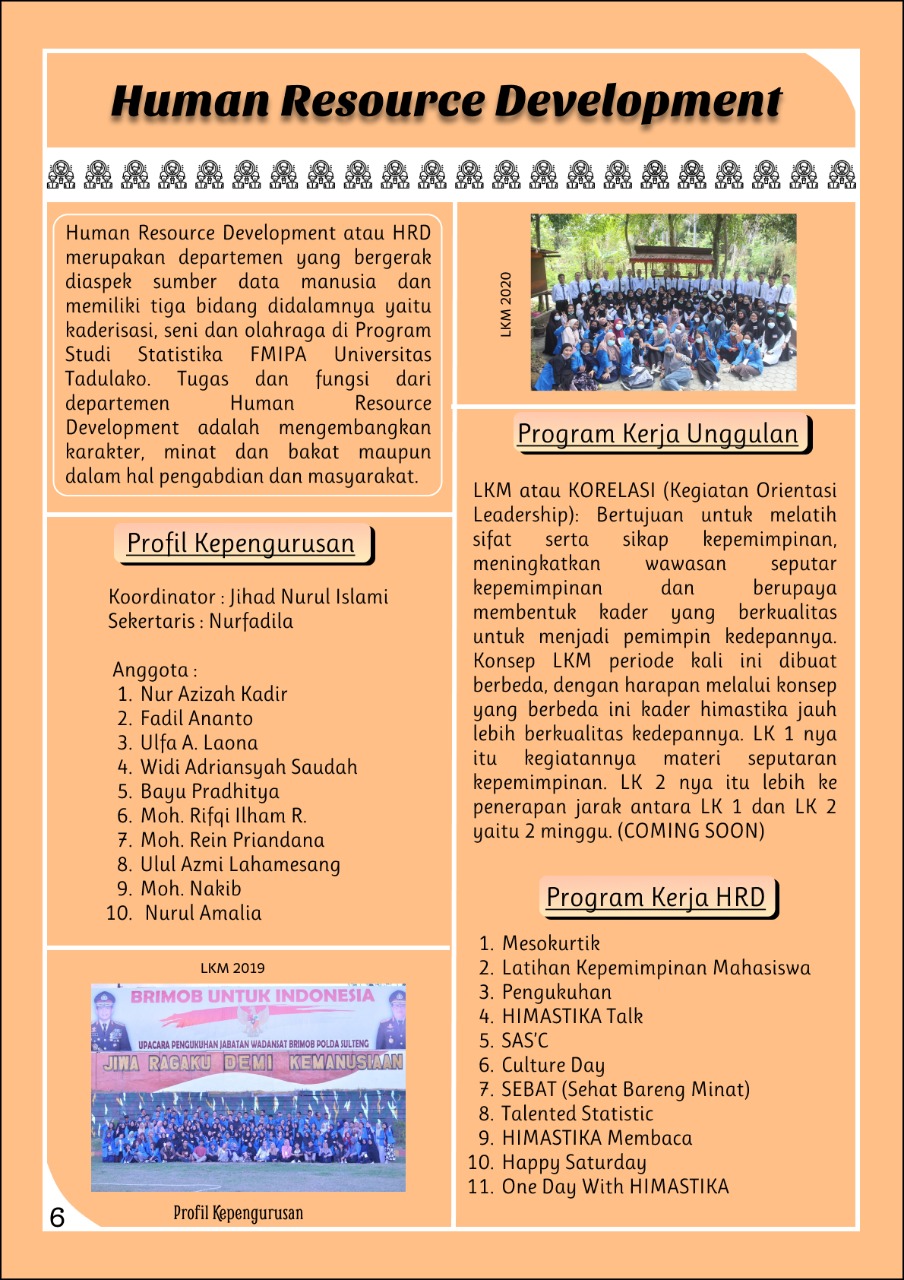 Human Resource Development
Human Resource Development atau HRD
merupakan departemen yang bergerak
diaspek sumber data manusia dan
memiliki tiga bidang didalamnya yaitu
kaderisasi, seni dan olahraga di Program
Studi Statistika FMIPA Universitas
Tadulako. Tugas dan fungsi dari
departemen Human Resource
Development adalah mengembangkan
karakter, minat dan bakat maupun
dalam hal pengabdian dan masyarakat.
Profil Kepengurusan
Koordinator : Jihad Nurul Islami
Sekertaris : Nurfadila
Anggota :
1. Nur Azizah Kadir
2. Fadil Ananto
3. Ulfa A. Laona
4. Widi Adriansyah Saudah
5. Bayu Pradhitya
6. Moh. Rifqi Ilham R.
7. Moh. Rein Priandana
8. Ulul Azmi Lahamesang
9. Moh. Nakib
10. Nurul Amalia
LKM 2019
BRIMOB UNTUK INDONESIA
UPACARA PENGUKUHAN JABATAN WADANSAT BRIMOB POLDA SULTENG
JIWA RAGAKU DEMI KEMANUSIAAN
Profil Kepengurusan
6
LKM 2020
Program Kerja Unggulan
LKM atau KORELASI (Kegiatan Orientasi
Leadership): Bertujuan untuk melatih
sifat serta sikap kepemimpinan,
meningkatkan wawasan seputar
kepemimpinan dan berupaya
membentuk kader yang berkualitas
untuk menjadi pemimpin kedepannya.
Konsep LKM periode kali ini dibuat
berbeda, dengan harapan melalui konsep
yang berbeda ini kader himastika jauh
lebih berkualitas kedepannya. LK 1 nya
itu kegiatannya materi seputaran
kepemimpinan. LK 2 nya itu lebih ke
penerapan jarak antara LK 1 dan LK 2
yaitu 2 minggu. (COMING SOON)
Program Kerja HRD
1. Mesokurtik
2. Latihan Kepemimpinan Mahasiswa
3. Pengukuhan
4. HIMASTIKA Talk
5. SAS'C
6. Culture Day
7. SEBAT (Sehat Bareng Minat)
8. Talented Statistic
9. HIMASTIKA Membaca
10. Happy Saturday
11. One Day With HIMASTIKA